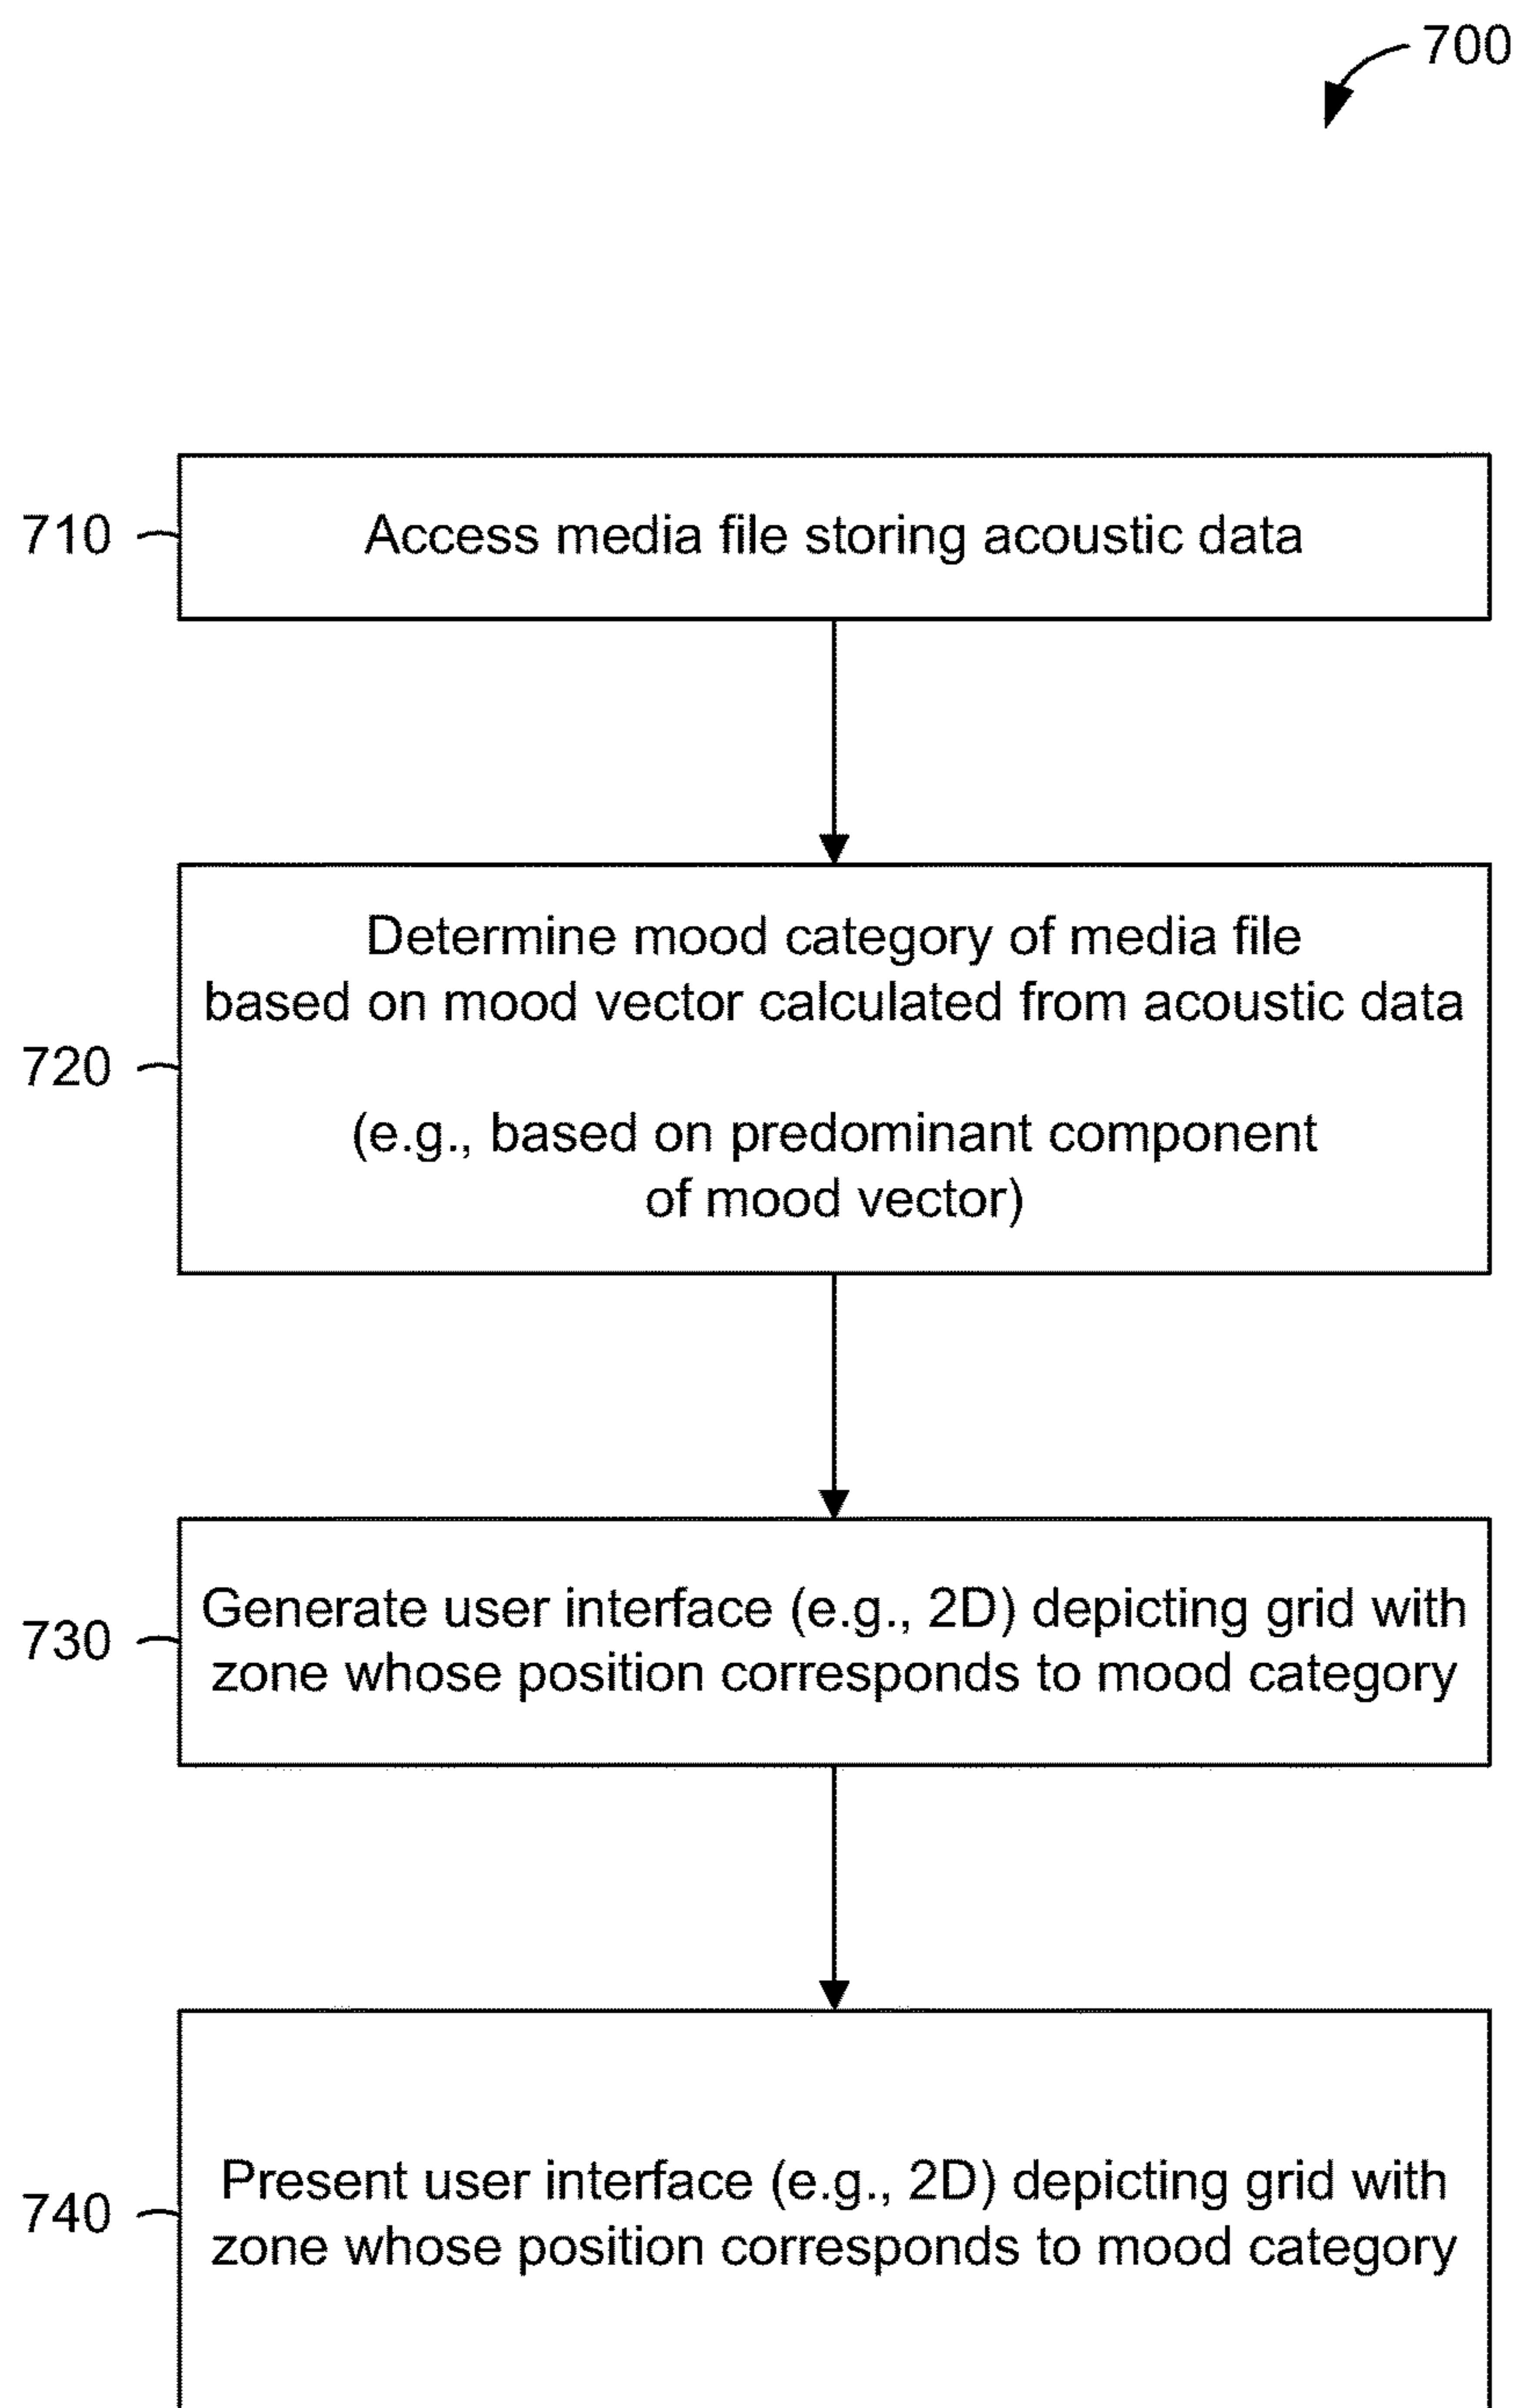 700
710
Access media file storing acoustic data
720
Determine mood category of media file
based on mood vector calculated from acoustic data
(e.g., based on predominant component
of mood vector)
730
Generate user interface (e.g., 2D) depicting grid with
zone whose position corresponds to mood category
740
Present user interface (e.g., 2D) depicting grid with
zone whose position corresponds to mood category